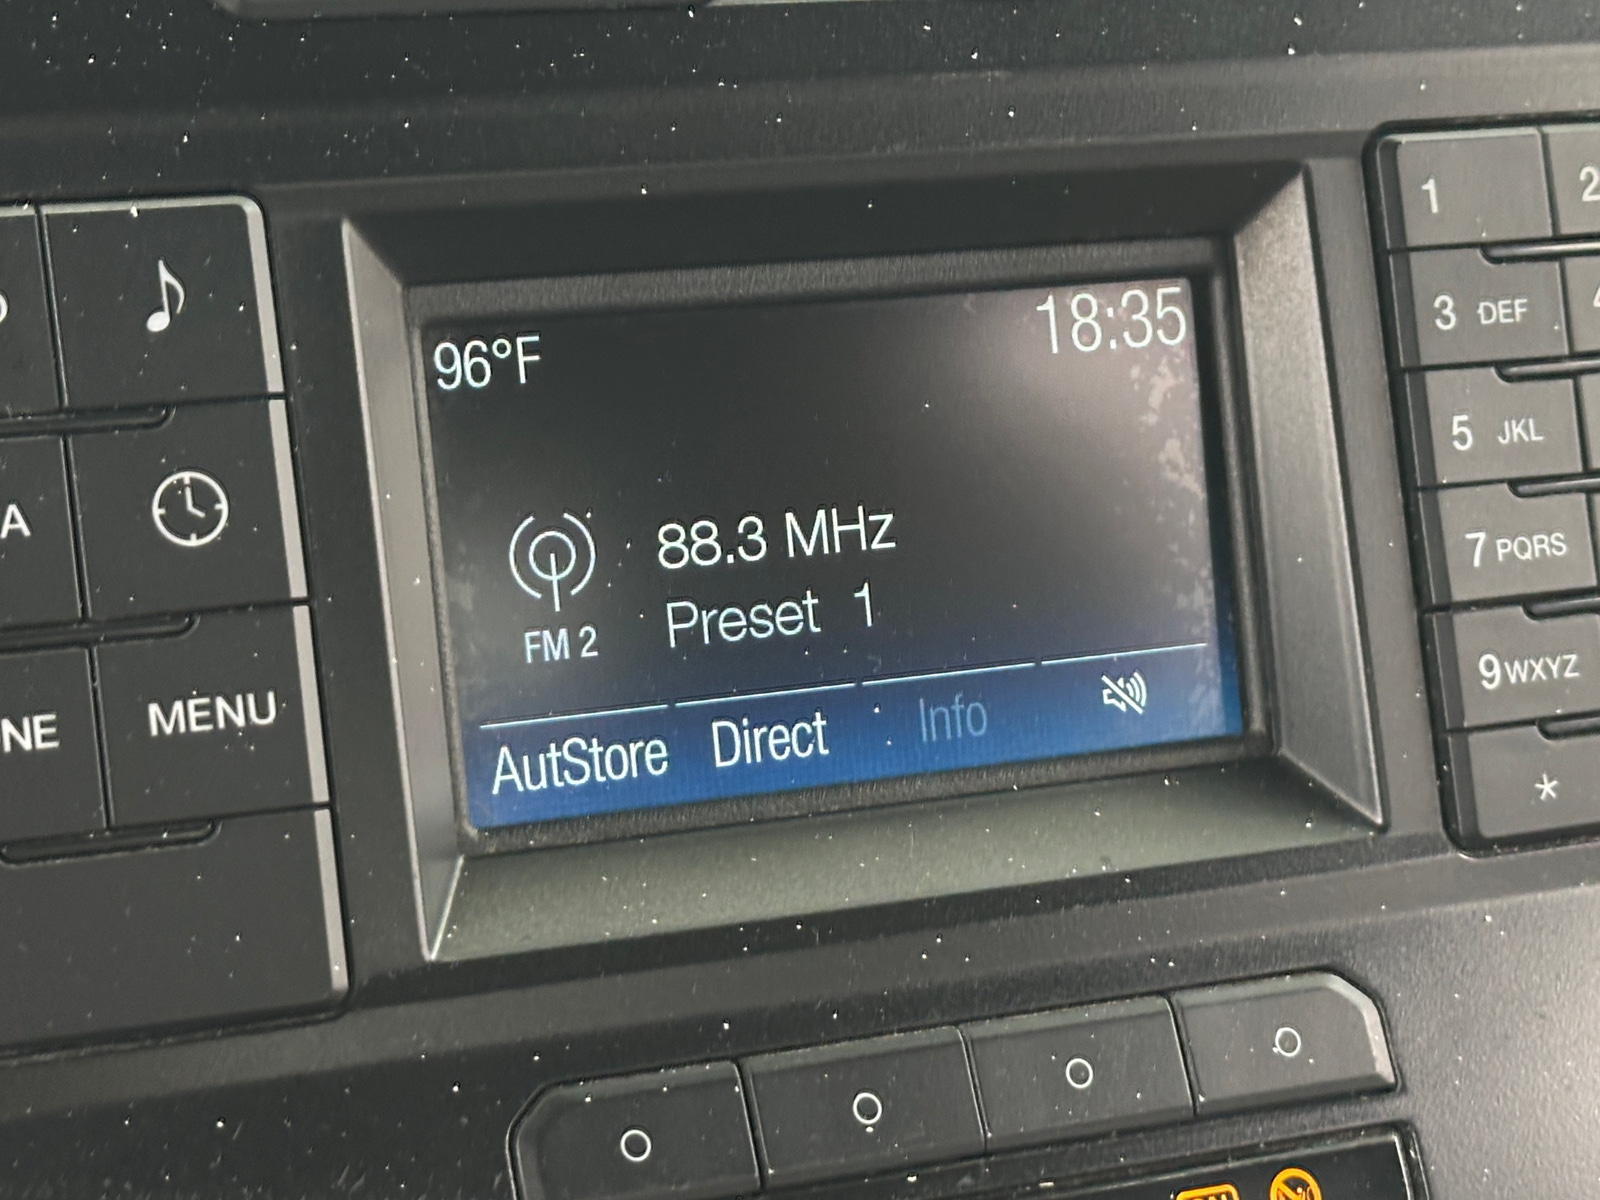 96°F
18:35
88.3 MHz
Preset 1
FM 2
AutStore Direct Info
MENU
NE
A
1
2
3 DEF
5 JKL
7 PQRS
9 WXYZ
*